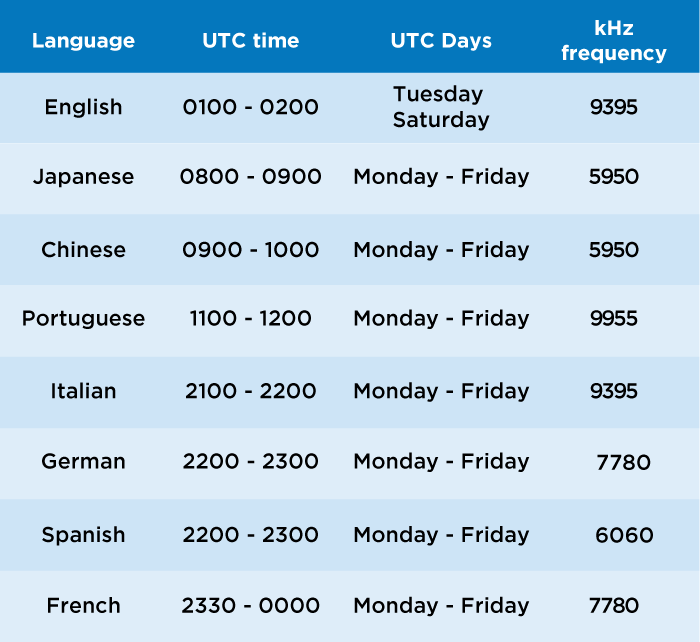 Language UTC time UTC Days kHz frequency
English 0100 - 0200 Tuesday Saturday 9395
Japanese 0800 - 0900 Monday - Friday 5950
Chinese 0900 - 1000 Monday - Friday 5950
Portuguese 1100 - 1200 Monday - Friday 9955
Italian 2100 - 2200 Monday - Friday 9395
German 2200 - 2300 Monday - Friday 7780
Spanish 2200 - 2300 Monday - Friday 6060
French 2330 - 0000 Monday - Friday 7780